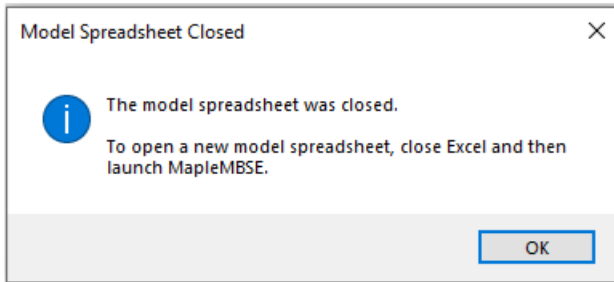 Model Spreadsheet Closed
The model spreadsheet was closed.
To open a new model spreadsheet, close Excel and then
launch MapleMBSE.
OK